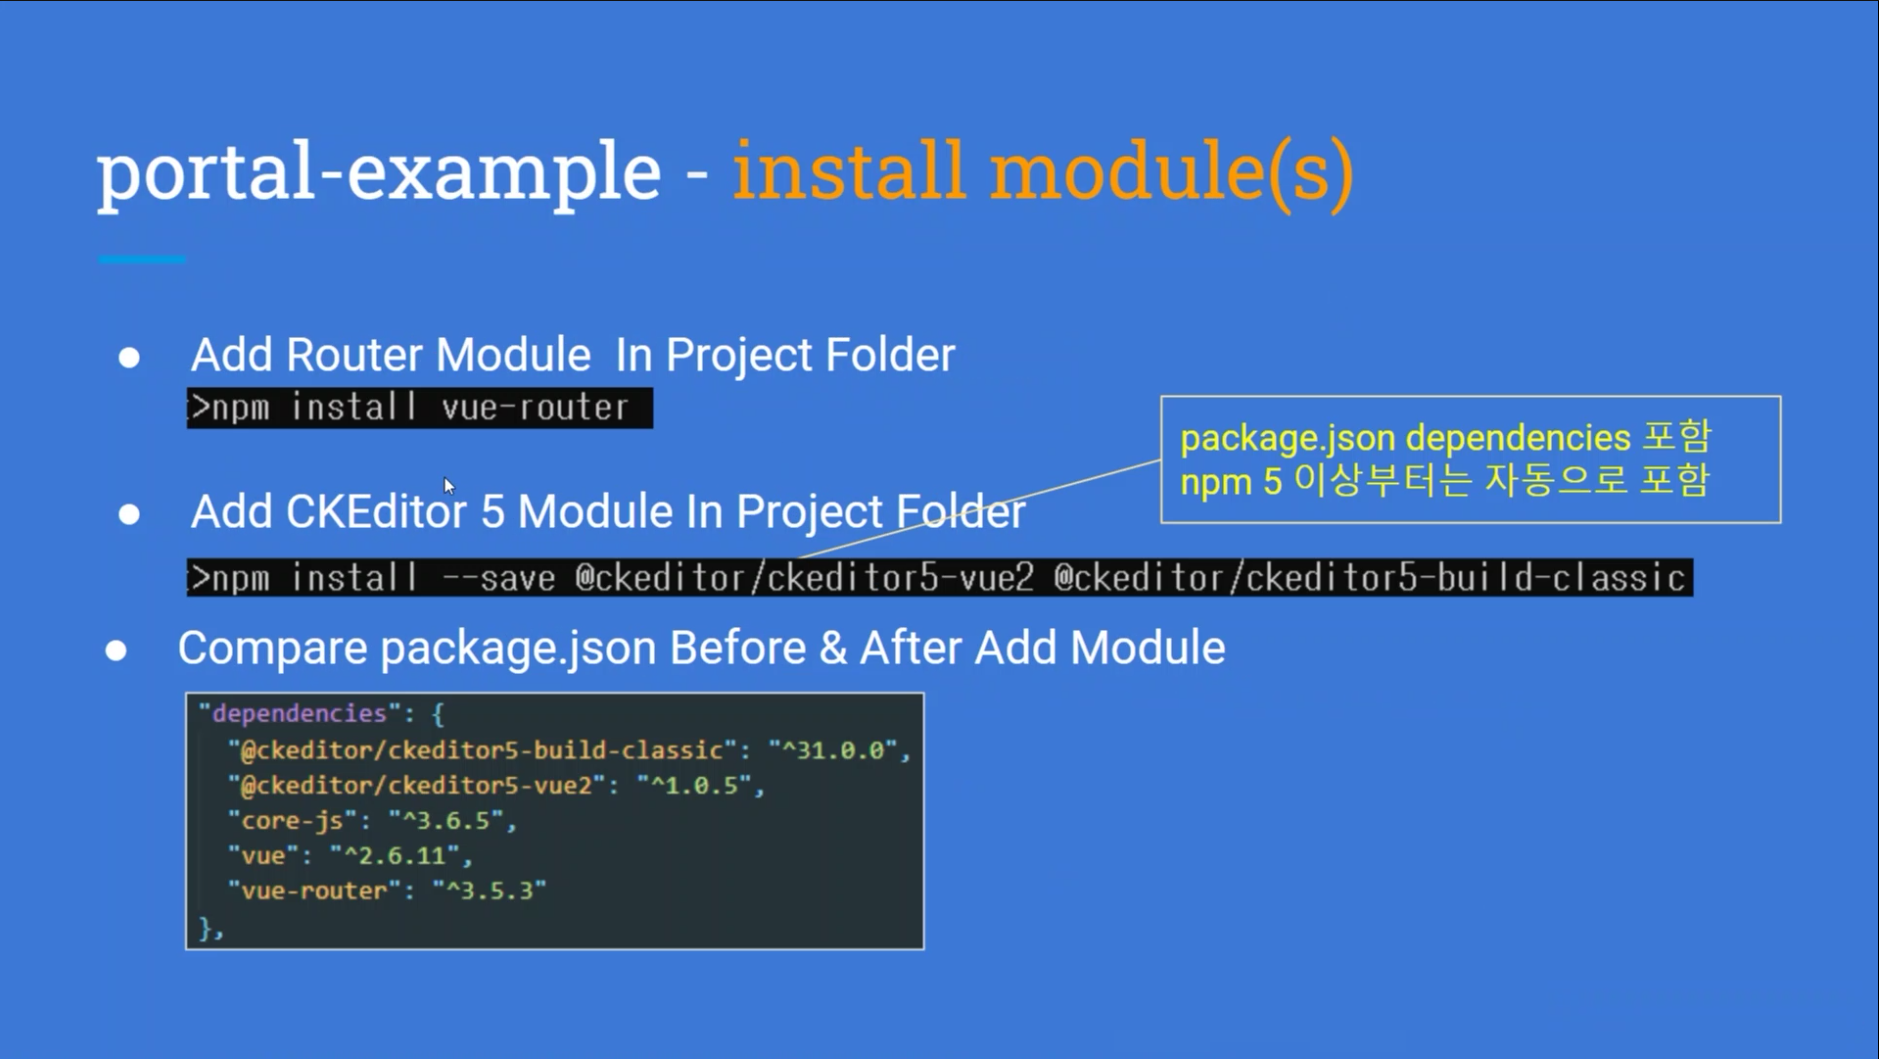 portal-example - install module(s)
● Add Router Module  In Project Folder
>npm install vue-router
package.json dependencies 포함
npm 5 이상부터는 자동으로 포함
● Add CKEditor 5 Module In Project Folder
>npm install --save @ckeditor/ckeditor5-vue2 @ckeditor/ckeditor5-build-classic
● Compare package.json Before & After Add Module
"dependencies": {
"@ckeditor/ckeditor5-build-classic": "^31.0.0",
"@ckeditor/ckeditor5-vue2": "^1.0.5",
"core-js": "^3.6.5",
"vue": "^2.6.11",
"vue-router": "^3.5.3"
},